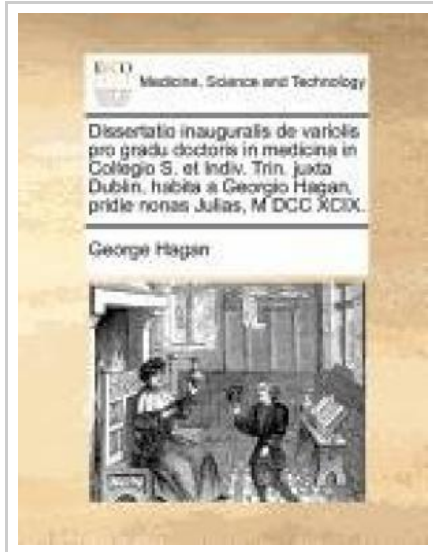 ECCO
Medicine, Science and Technology
Dissertatio inauguralis de variolis
pro gradu doctoris in medicina in
Collegio S. et Indiv. Trin. juxta
Dublin. habita a Georgio Hagan,
pridie nonas Julias, M DCC XCIX.
George Hagan